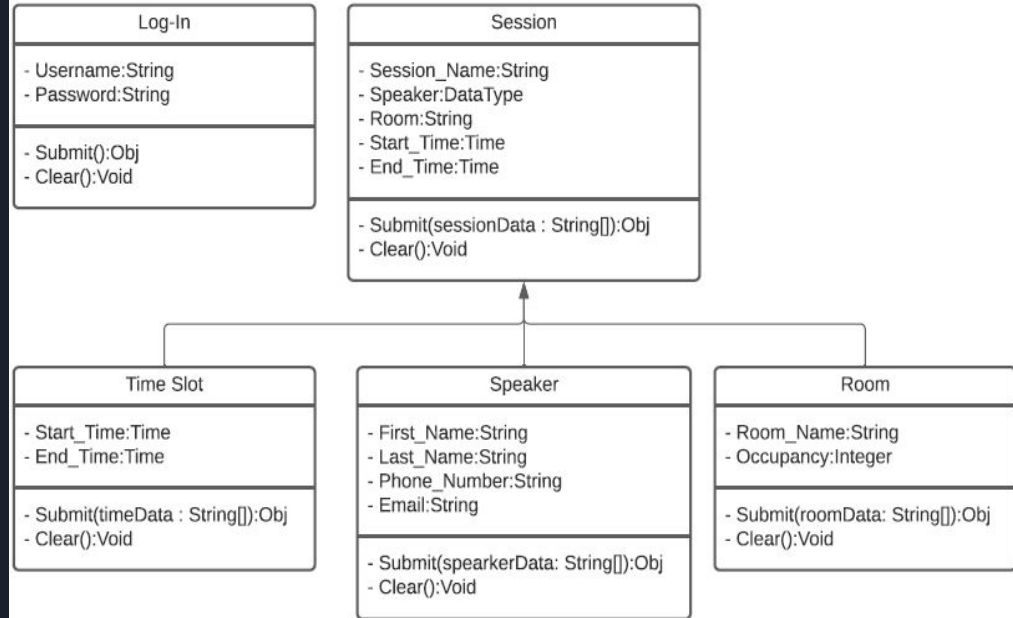 Log-In
- Username:String
- Password:String
- Submit():Obj
- Clear():Void
Session
- Session_Name:String
- Speaker:DataType
- Room:String
- Start_Time:Time
- End_Time:Time
- Submit(sessionData : String[]):Obj
- Clear():Void
Time Slot
- Start_Time:Time
- End_Time:Time
- Submit(timeData : String[]):Obj
- Clear():Void
Speaker
- First_Name:String
- Last_Name:String
- Phone_Number:String
- Email:String
- Submit(spearkerData: String[]):Obj
- Clear():Void
Room
- Room_Name:String
- Occupancy:Integer
- Submit(roomData: String[]):Obj
- Clear():Void